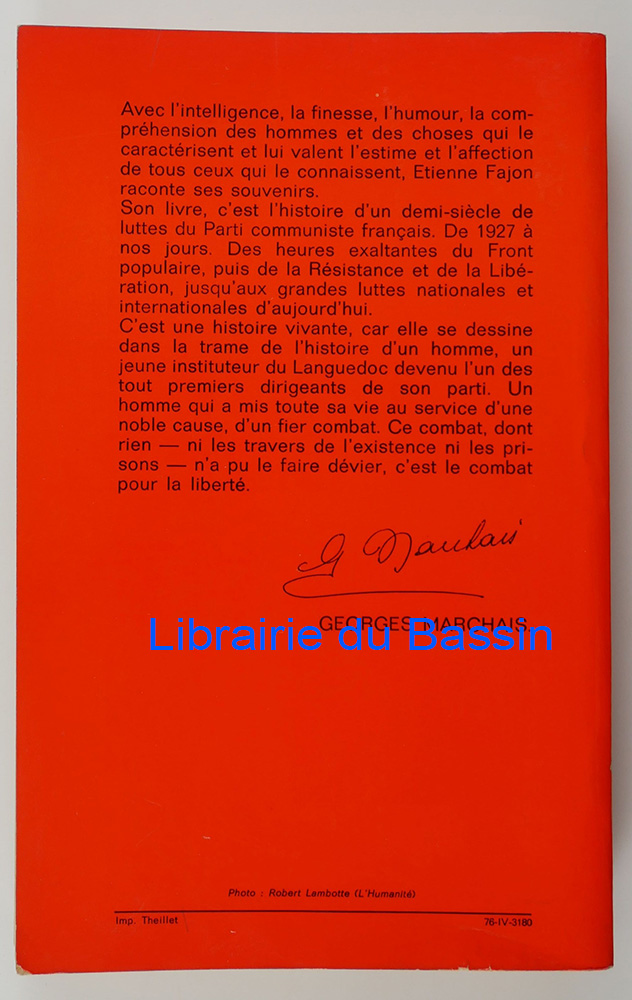 Avec l'intelligence, la finesse, l'humour, la com-
préhension des hommes et des choses qui le
caractérisent et lui valent l'estime et l'affection
de tous ceux qui le connaissent, Etienne Fajon
raconte ses souvenirs.
Son livre, c'est l'histoire d'un demi-siècle de
luttes du Parti communiste français. De 1927 à
nos jours. Des heures exaltantes du Front
populaire, puis de la Résistance et de la Libé-
ration, jusqu'aux grandes luttes nationales et
internationales d'aujourd'hui.
C'est une histoire vivante, car elle se dessine
dans la trame de l'histoire d'un homme, un
jeune instituteur du Languedoc devenu l'un des
tout premiers dirigeants de son parti. Un
homme qui a mis toute sa vie au service d'une
noble cause, d'un fier combat. Ce combat, dont
rien — ni les travers de l'existence ni les pri-
sons — n'a pu le faire dévier, c'est le combat
pour la liberté.
G Marchais
GEORGES MARCHAIS
Librairie du Bassin
Photo : Robert Lambotte (L'Humanité)
Imp. Theillet 76-IV-3180